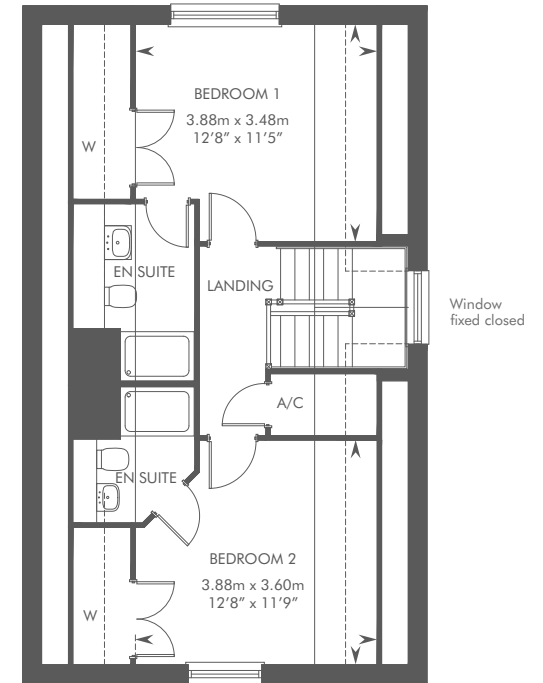 BEDROOM 1
3.88m x 3.48m
12’8” x 11’5”
W
EN SUITE
LANDING
Window
fixed closed
A/C
EN SUITE
BEDROOM 2
3.88m x 3.60m
12’8” x 11’9”
W